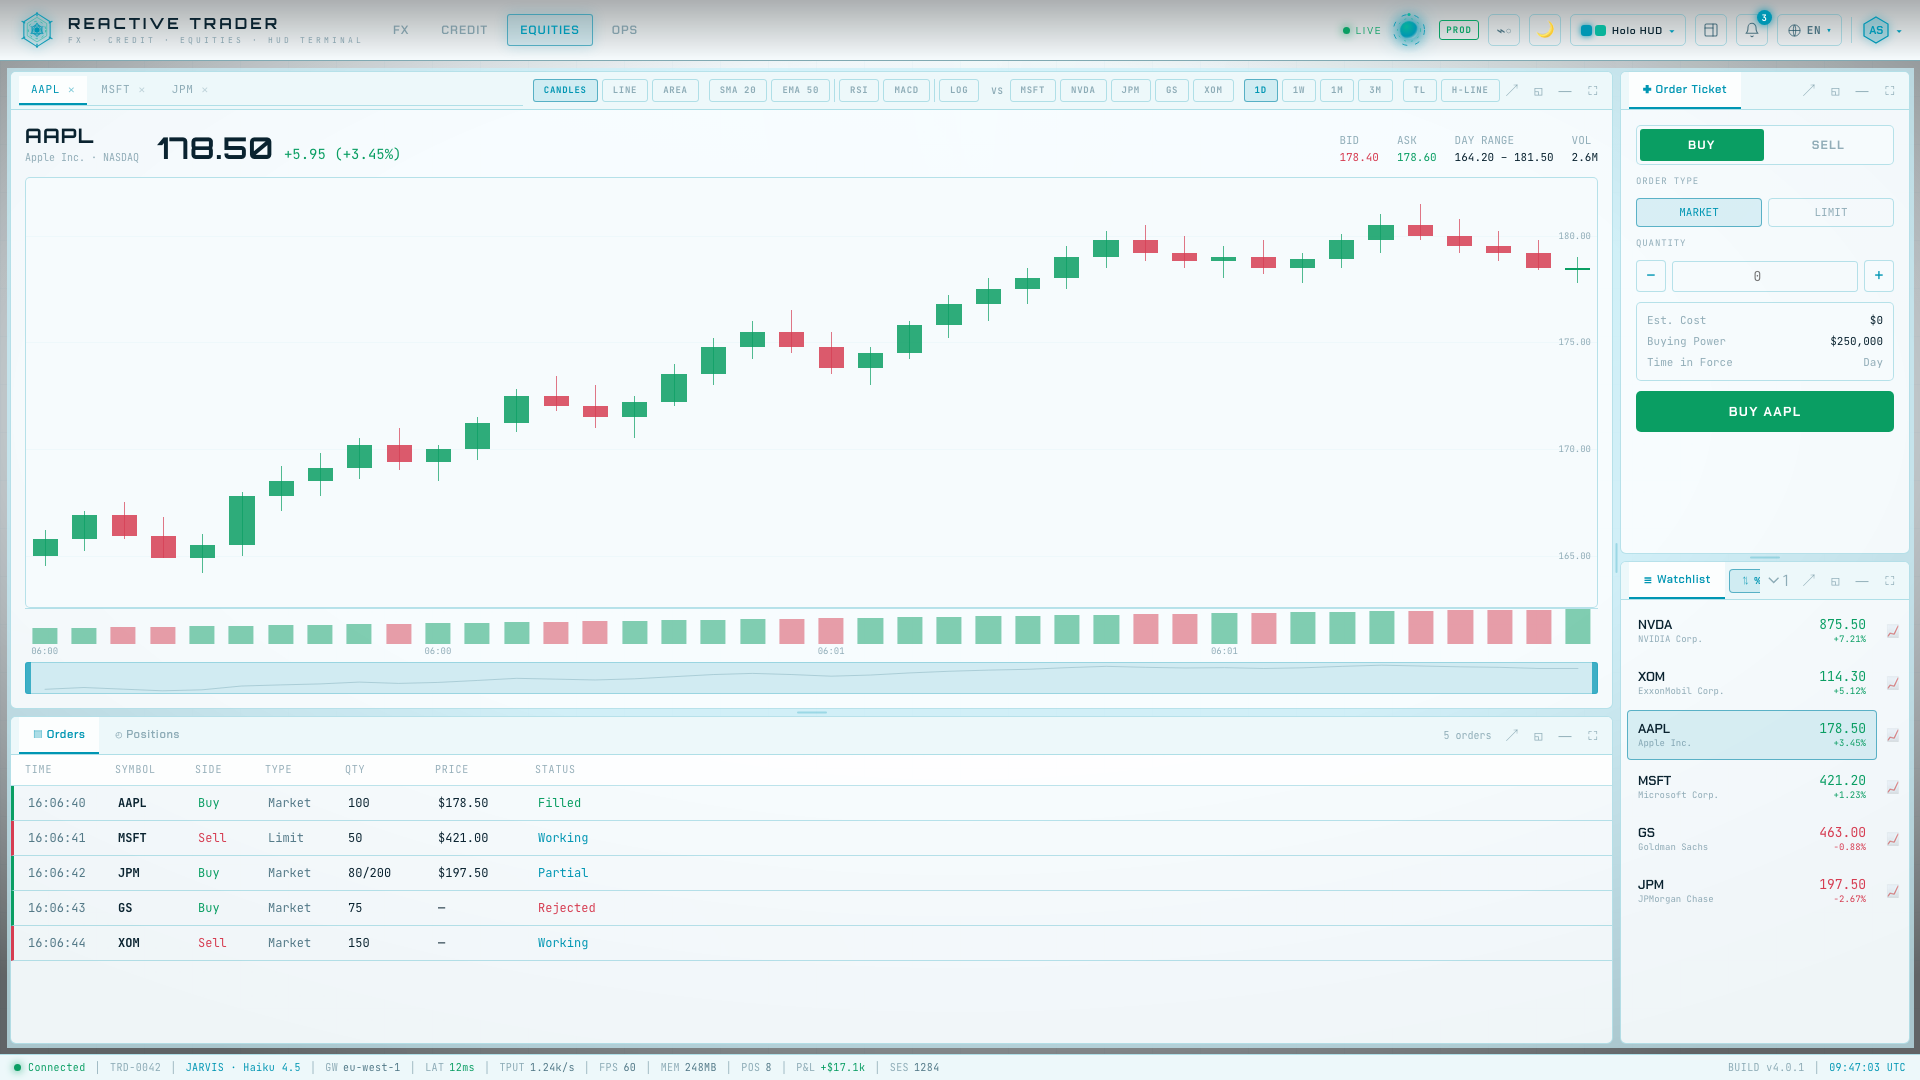 REACTIVE TRADER
FX · CREDIT · EQUITIES · HUD TERMINAL
FX CREDIT EQUITIES OPS
LIVE
PROD
Holo HUD
3
EN
AS
AAPL × MSFT × JPM ×
CANDLES LINE AREA SMA 20 EMA 50 RSI MACD LOG VS MSFT NVDA JPM GS XOM 1D 1W 1M 3M TL H-LINE
AAPL
Apple Inc. · NASDAQ
178.50 +5.95 (+3.45%)
BID ASK DAY RANGE VOL
178.40 178.60 164.20 – 181.50 2.6M
180.00
175.00
170.00
165.00
06:00 06:00 06:01 06:01
Orders Positions
5 orders
TIME SYMBOL SIDE TYPE QTY PRICE STATUS
16:06:40 AAPL Buy Market 100 $178.50 Filled
16:06:41 MSFT Sell Limit 50 $421.00 Working
16:06:42 JPM Buy Market 80/200 $197.50 Partial
16:06:43 GS Buy Market 75 — Rejected
16:06:44 XOM Sell Market 150 — Working
Order Ticket
BUY SELL
ORDER TYPE
MARKET LIMIT
QUANTITY
− 0 +
Est. Cost $0
Buying Power $250,000
Time in Force Day
BUY AAPL
Watchlist
% 1
NVDA 875.50
NVIDIA Corp. +7.21%
XOM 114.30
ExxonMobil Corp. +5.12%
AAPL 178.50
Apple Inc. +3.45%
MSFT 421.20
Microsoft Corp. +1.23%
GS 463.00
Goldman Sachs -0.88%
JPM 197.50
JPMorgan Chase -2.67%
Connected | TRD-0042 | JARVIS · Haiku 4.5 | GW eu-west-1 | LAT 12ms | TPUT 1.24k/s | FPS 60 | MEM 248MB | POS 8 | P&L +$17.1k | SES 1284
BUILD v4.0.1 | 09:47:03 UTC